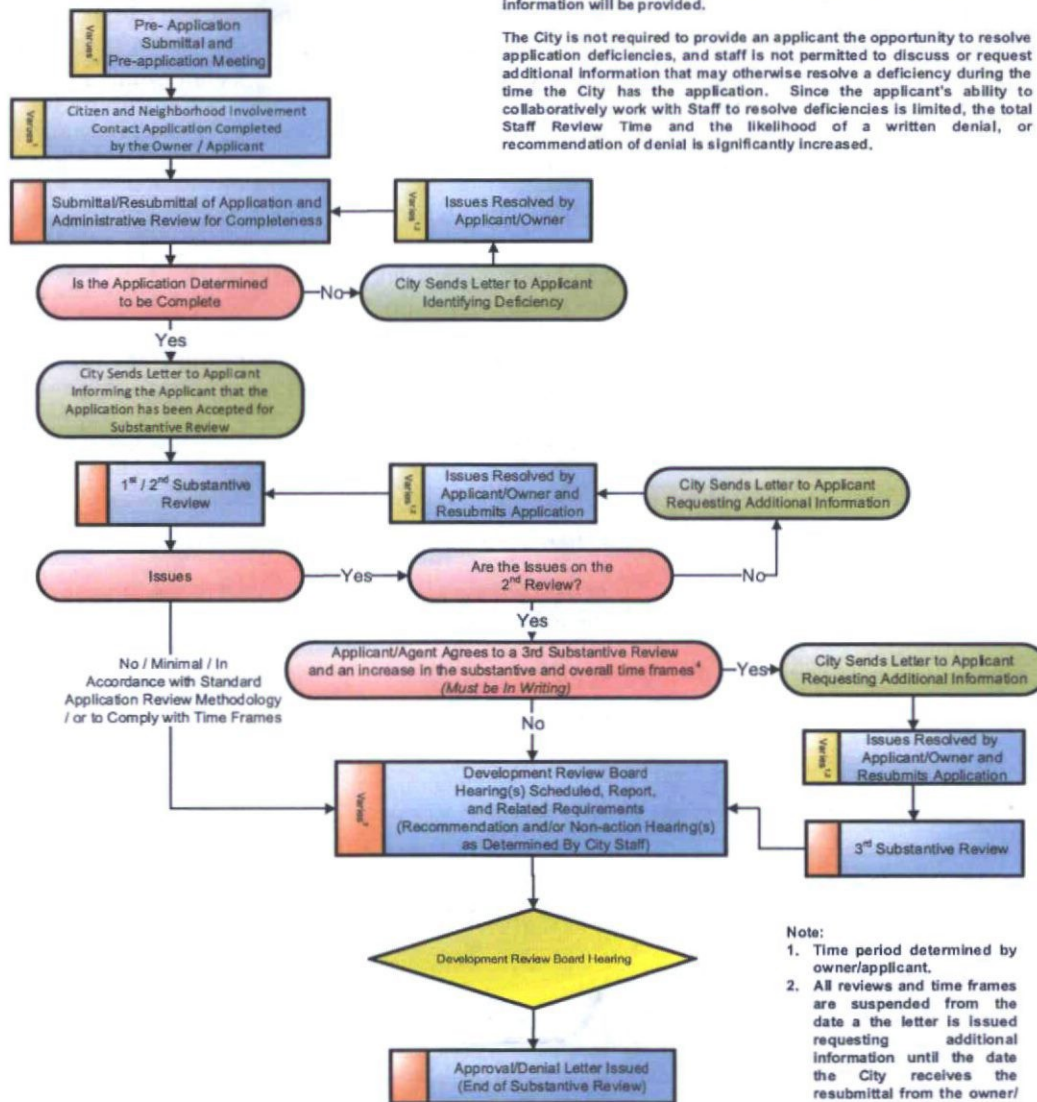 information will be provided.
The City is not required to provide an applicant the opportunity to resolve
application deficiencies, and staff is not permitted to discuss or request
additional information that may otherwise resolve a deficiency during the
time the City has the application. Since the applicant's ability to
collaboratively work with Staff to resolve deficiencies is limited, the total
Staff Review Time and the likelihood of a written denial, or
recommendation of denial is significantly increased.
Pre- Application
Submittal and
Pre-application Meeting
Citizen and Neighborhood Involvement
Contact Application Completed
by the Owner / Applicant
Submittal/Resubmittal of Application and
Administrative Review for Completeness
Varies1,2
Issues Resolved by
Applicant/Owner
Is the Application Determined
to be Complete
No
City Sends Letter to Applicant
Identifying Deficiency
Yes
City Sends Letter to Applicant
Informing the Applicant that the
Application has been Accepted for
Substantive Review
1st / 2nd Substantive
Review
Varies1,2
Issues Resolved by
Applicant/Owner and
Resubmits Application
City Sends Letter to Applicant
Requesting Additional Information
Issues
Yes
Are the Issues on the
2nd Review?
No
Yes
No / Minimal / In
Accordance with Standard
Application Review Methodology
/ or to Comply with Time Frames
Applicant/Agent Agrees to a 3rd Substantive Review
and an increase in the substantive and overall time frames4
(Must be In Writing)
Yes
City Sends Letter to Applicant
Requesting Additional Information
No
Varies1,2
Issues Resolved by
Applicant/Owner and
Resubmits Application
Varies
Development Review Board
Hearing(s) Scheduled, Report,
and Related Requirements
(Recommendation and/or Non-action Hearing(s)
as Determined By City Staff)
3rd Substantive Review
Development Review Board Hearing
Approval/Denial Letter Issued
(End of Substantive Review)
Note:
1. Time period determined by
owner/applicant.
2. All reviews and time frames
are suspended from the
date a the letter is issued
requesting additional
information until the date
the City receives the
resubmittal from the owner/